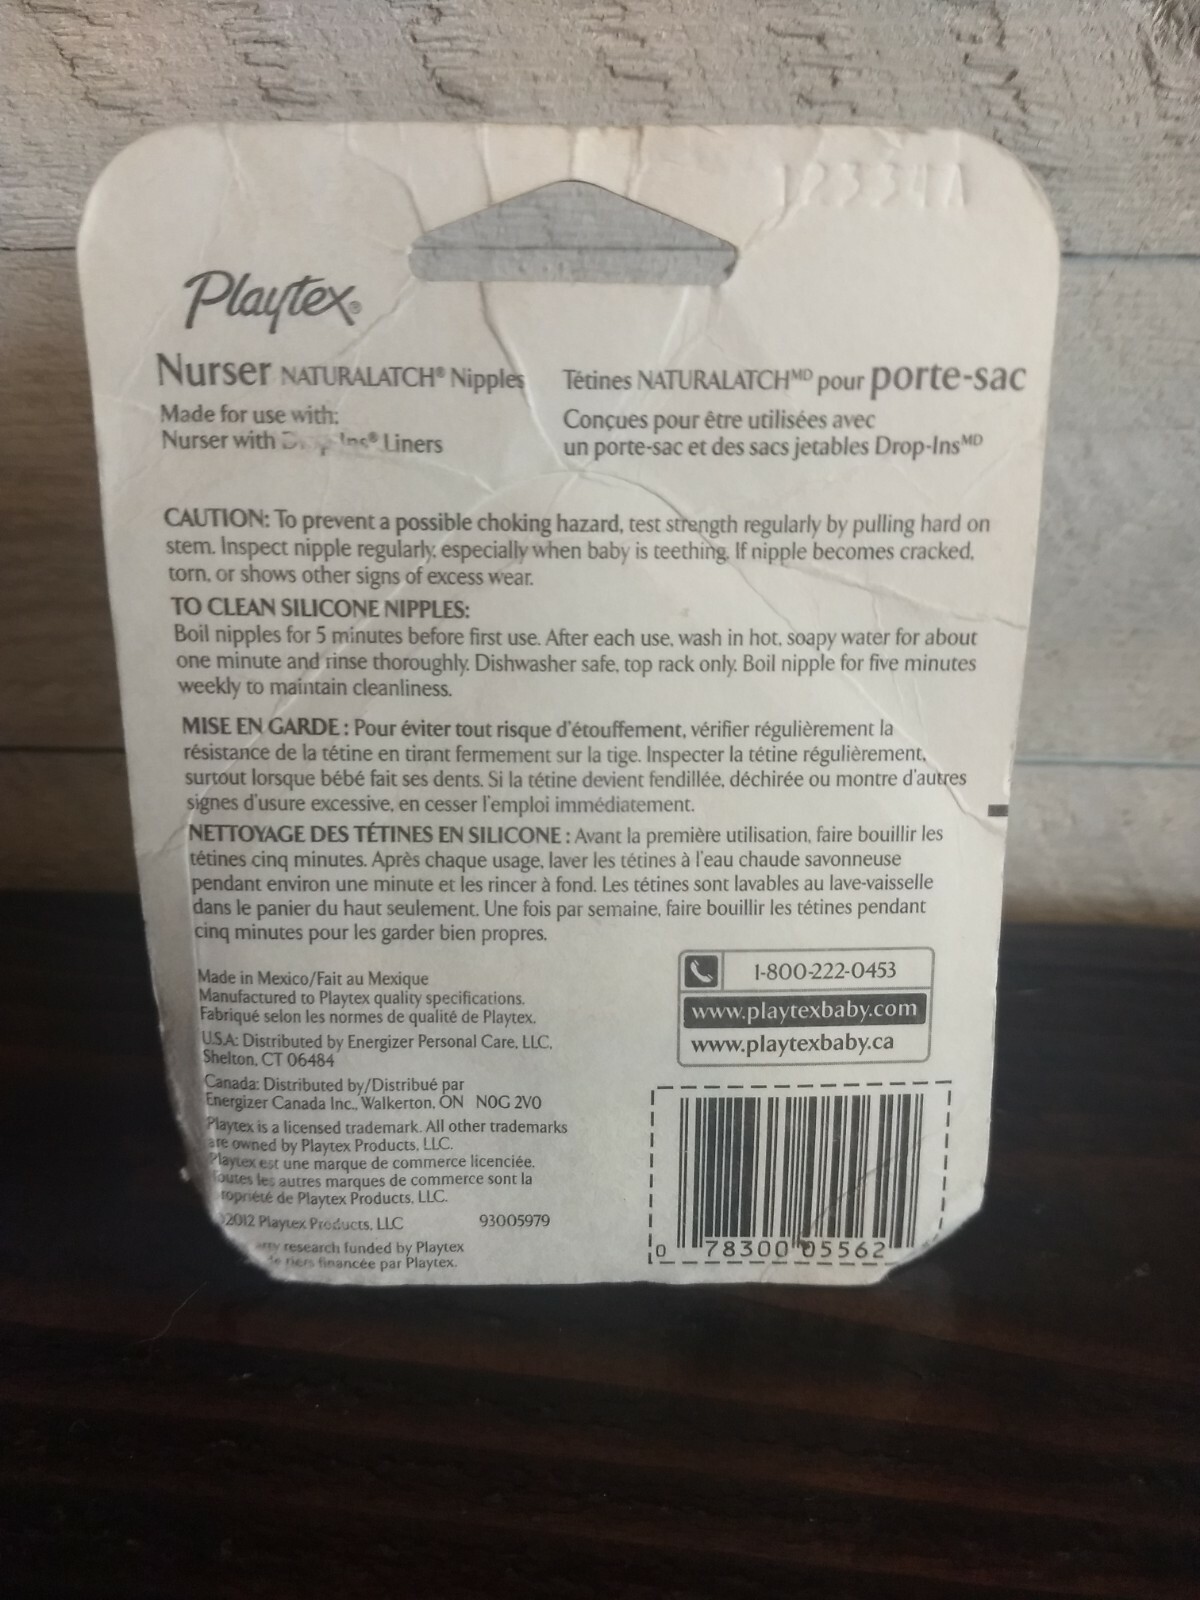 Playtex®
Nurser NATURALATCH® Nipples
Made for use with:
Nurser with Drop-Ins® Liners
Tétines NATURALATCHMD pour porte-sac
Conçues pour être utilisées avec
un porte-sac et des sacs jetables Drop-InsMD
CAUTION: To prevent a possible choking hazard, test strength regularly by pulling hard on
stem. Inspect nipple regularly, especially when baby is teething. If nipple becomes cracked,
torn, or shows other signs of excess wear.
TO CLEAN SILICONE NIPPLES:
Boil nipples for 5 minutes before first use. After each use, wash in hot, soapy water for about
one minute and rinse thoroughly. Dishwasher safe, top rack only. Boil nipple for five minutes
weekly to maintain cleanliness.
MISE EN GARDE : Pour éviter tout risque d'étouffement, vérifier régulièrement la
résistance de la tétine en tirant fermement sur la tige. Inspecter la tétine régulièrement,
surtout lorsque bébé fait ses dents. Si la tétine devient fendillée, déchirée ou montre d'autres
signes d'usure excessive, en cesser l'emploi immédiatement.
NETTOYAGE DES TÉTINES EN SILICONE : Avant la première utilisation, faire bouillir les
tétines cinq minutes. Après chaque usage, laver les tétines à l'eau chaude savonneuse
pendant environ une minute et les rincer à fond. Les tétines sont lavables au lave-vaisselle
dans le panier du haut seulement. Une fois par semaine, faire bouillir les tétines pendant
cinq minutes pour les garder bien propres.
Made in Mexico/Fait au Mexique
Manufactured to Playtex quality specifications.
Fabriqué selon les normes de qualité de Playtex.
U.S.A: Distributed by Energizer Personal Care, LLC,
Shelton, CT 06484
Canada: Distributed by/Distribué par
Energizer Canada Inc., Walkerton, ON N0G 2V0
Playtex is a licensed trademark. All other trademarks
are owned by Playtex Products, LLC.
Playtex est une marque de commerce licenciée.
Toutes les autres marques de commerce sont la
propriété de Playtex Products, LLC.
©2012 Playtex Products, LLC 93005979
research funded by Playtex
financée par Playtex.
1-800-222-0453
www.playtexbaby.com
www.playtexbaby.ca
0 78300 05562